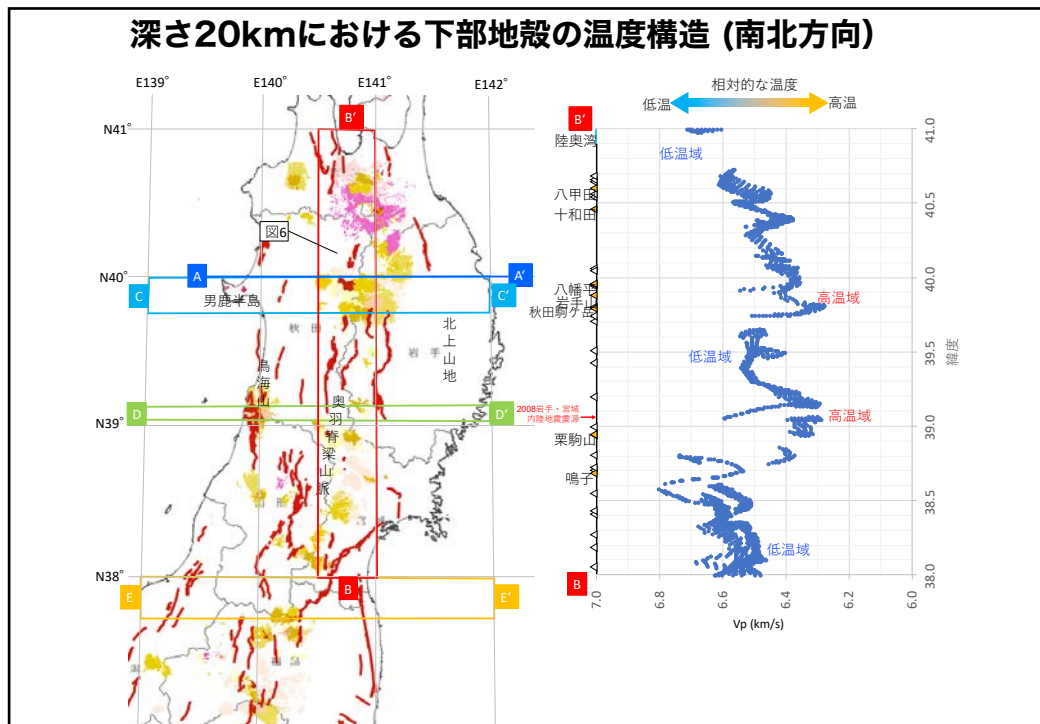 深さ20kmにおける下部地殻の温度構造 (南北方向)
E139°
E140°
E141°
E142°
N41°
N40°
N39°
N38°
B'
図6
A
A'
C
C'
男鹿半島
秋田
岩手
北上山地
鳥海山
D
D'
奥羽脊梁山脈
山形
E
E'
B
福島
相対的な温度
低温
高温
B'
陸奥湾
八甲田
十和田
八幡平
岩手山
秋田駒ヶ岳
2008岩手・宮城
内陸地震震源
栗駒山
鳴子
B
低温域
高温域
低温域
高温域
低温域
41.0
40.5
40.0
39.5
39.0
38.5
38.0
緯度
7.0
6.8
6.6
6.4
6.2
6.0
Vp (km/s)